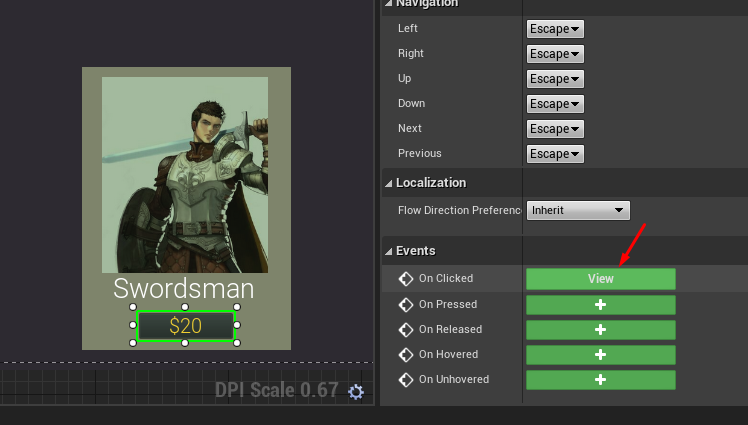 Navigation
Left Escape
Right Escape
Up Escape
Down Escape
Next Escape
Previous Escape
Localization
Flow Direction Preferenc Inherit
Events
On Clicked View
On Pressed +
On Released +
On Hovered +
On Unhovered +
Swordsman
$20
DPI Scale 0.67